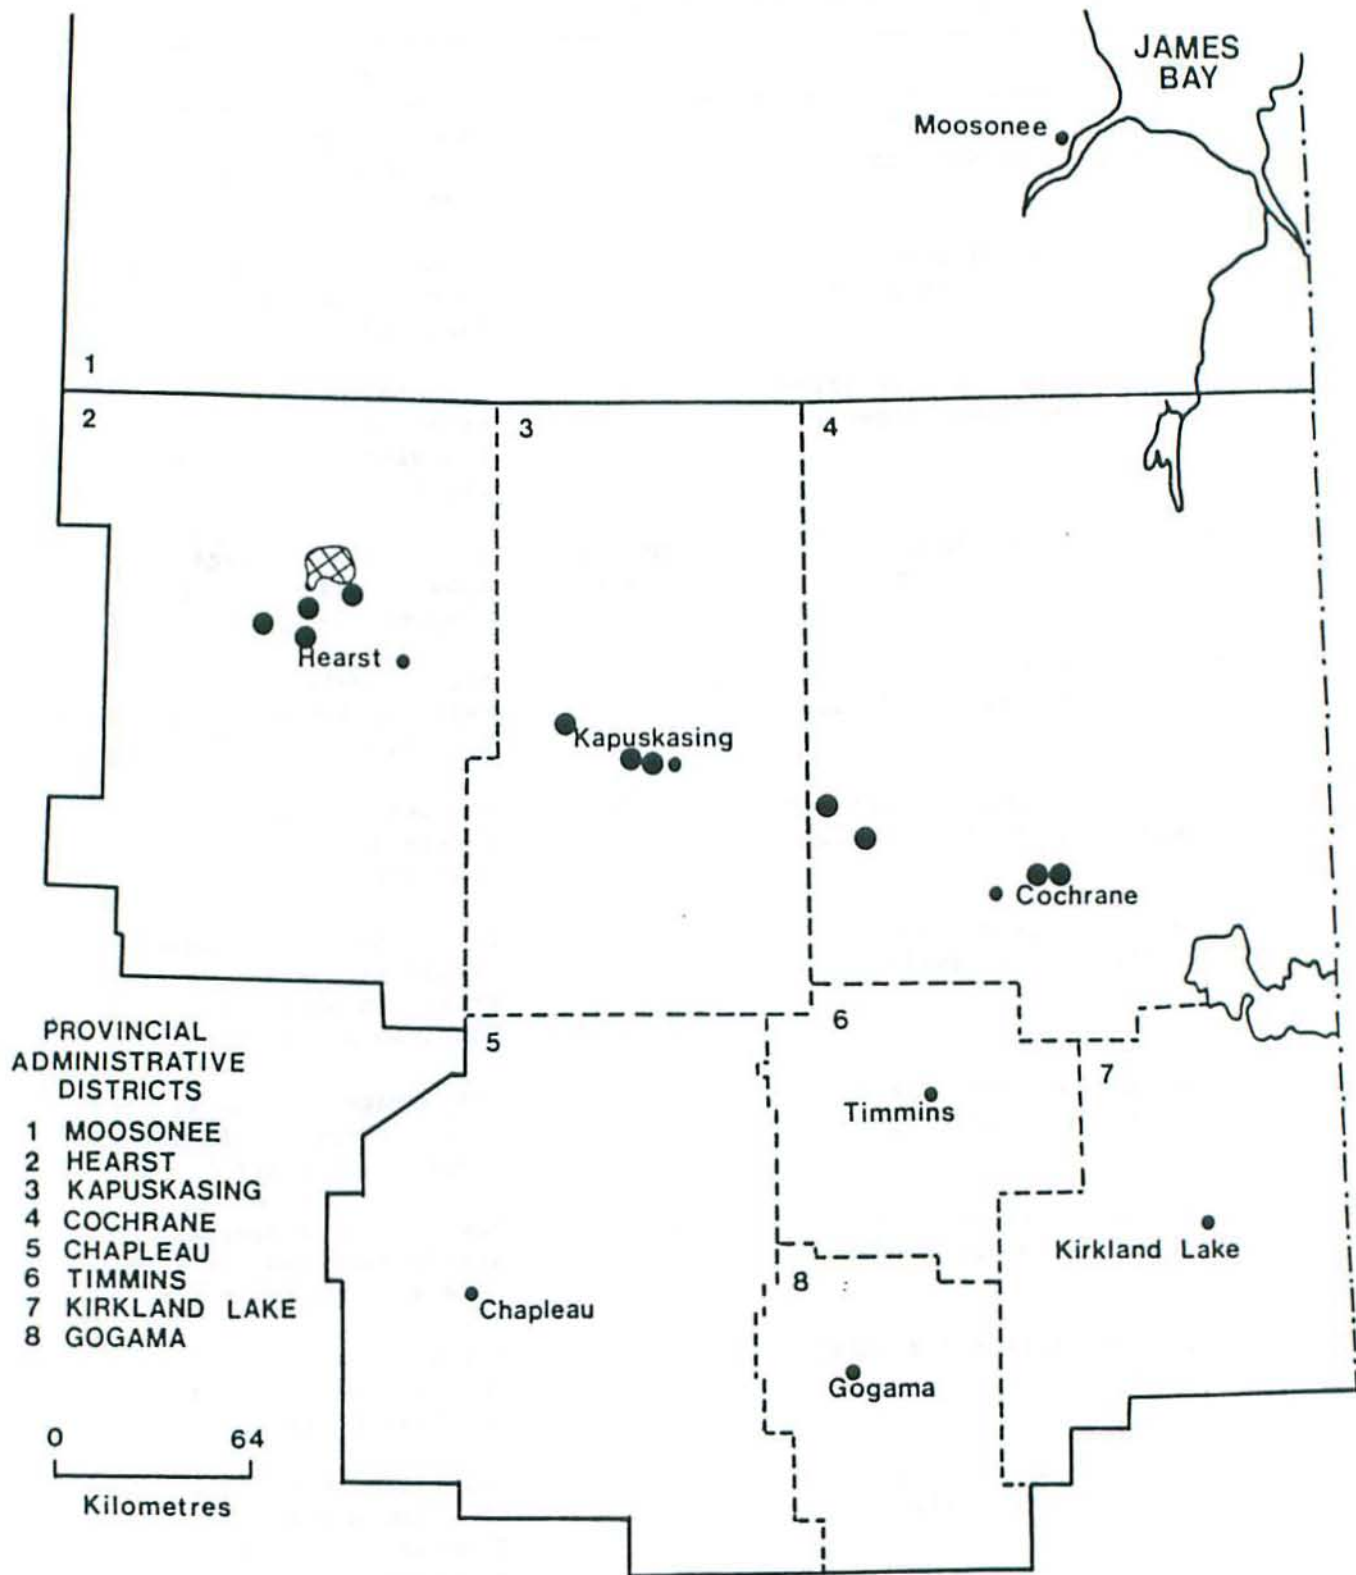 JAMES
BAY
Moosonee
1
2
3
4
Hearst
Kapuskasing
Cochrane
5
6
7
PROVINCIAL
ADMINISTRATIVE
DISTRICTS
1 MOOSONEE
2 HEARST
3 KAPUSKASING
4 COCHRANE
5 CHAPLEAU
6 TIMMINS
7 KIRKLAND LAKE
8 GOGAMA
Timmins
Kirkland Lake
8
Chapleau
Gogama
0 64
Kilometres